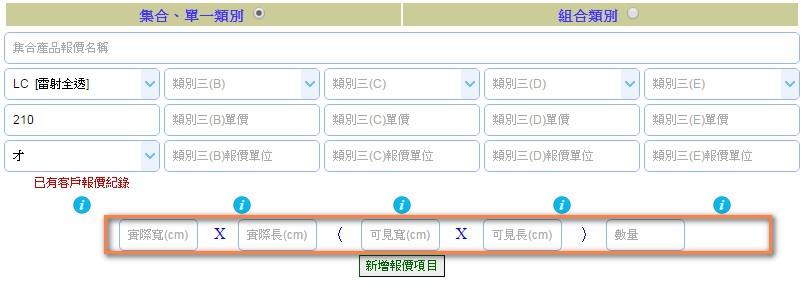 集合、單一類別 組合類別
集合產品報價名稱
LC [雷射全透] 類別三(B) 類別三(C) 類別三(D) 類別三(E)
210 類別三(B)單價 類別三(C)單價 類別三(D)單價 類別三(E)單價
才 類別三(B)報價單位 類別三(C)報價單位 類別三(D)報價單位 類別三(E)報價單位
已有客戶報價紀錄
i i i i i
實際寬(cm) X 實際長(cm) ( 可見寬(cm) X 可見長(cm) ) 數量
新增報價項目